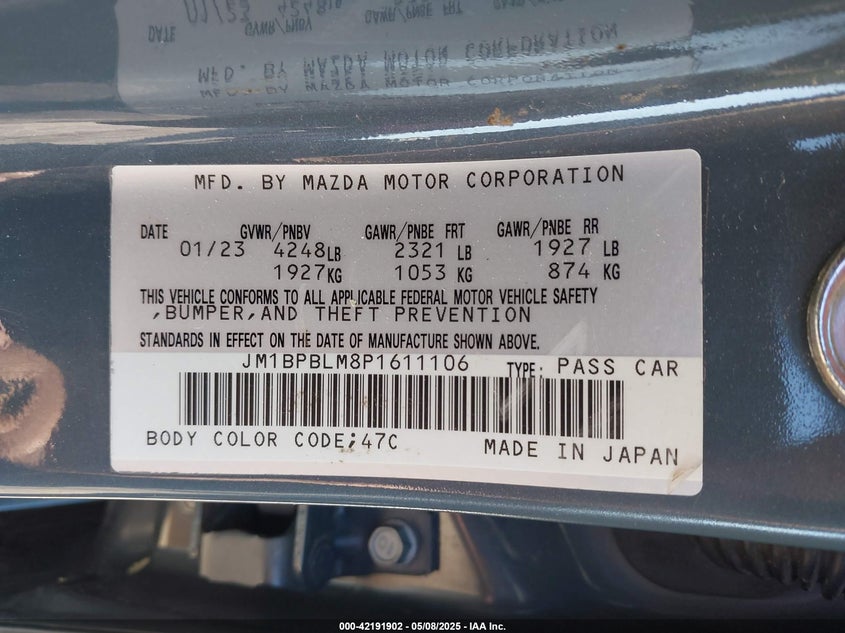 MFD. BY MAZDA MOTOR CORPORATION
DATE GVWR/PNBV GAWR/PNBE FRT GAWR/PNBE RR
01/23 4248LB 2321 LB 1927 LB
1927KG 1053 KG 874 KG
THIS VEHICLE CONFORMS TO ALL APPLICABLE FEDERAL MOTOR VEHICLE SAFETY
,BUMPER,AND THEFT PREVENTION
STANDARDS IN EFFECT ON THE DATE OF MANUFACTURE SHOWN ABOVE.
JM1BPBLM8P1611106 TYPE: PASS CAR
BODY COLOR CODE;47C MADE IN JAPAN
000-42191902 - 05/08/2025 - IAA Inc.